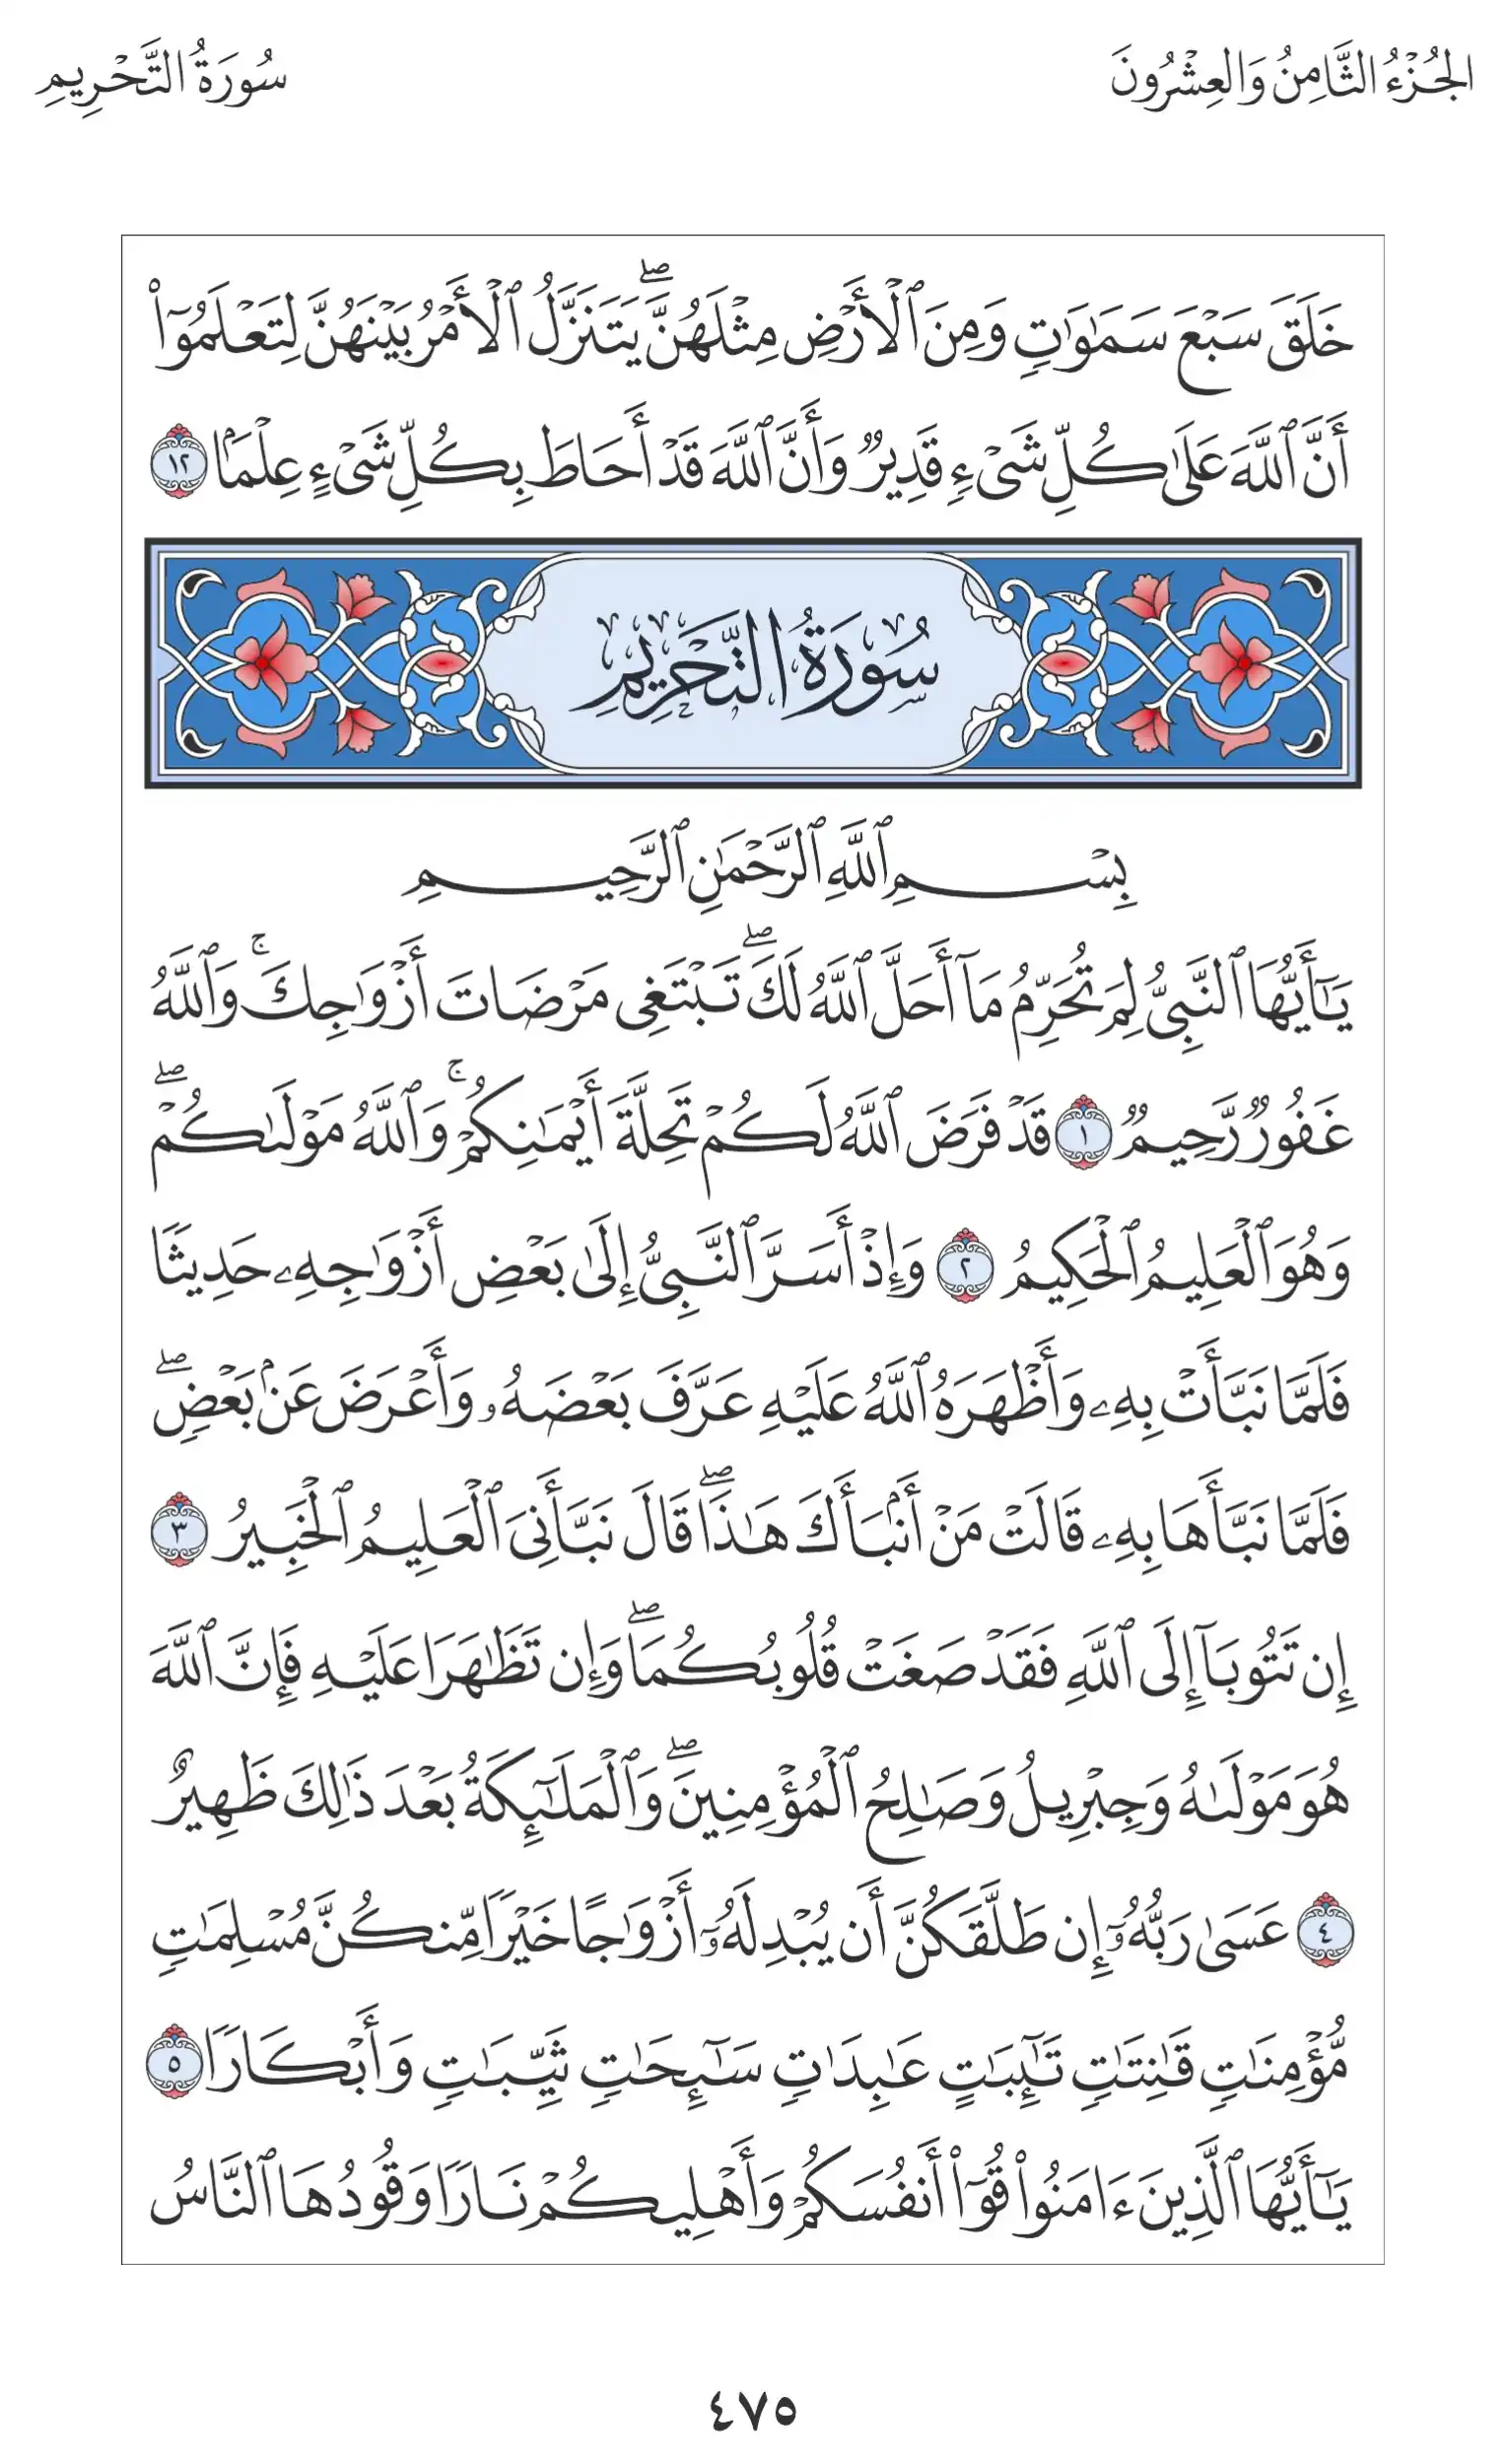 الجُزْءُ الثَّامِنُ وَالعِشْرُونَ
سُورَةُ التَّحْرِيمِ
خَلَقَ سَبْعَ سَمَٰوَٰتٖ وَمِنَ ٱلْأَرْضِ مِثْلَهُنَّۖ يَتَنَزَّلُ ٱلْأَمْرُ بَيْنَهُنَّ لِتَعْلَمُوٓا۟
أَنَّ ٱللَّهَ عَلَىٰ كُلِّ شَىْءٖ قَدِيرٞ وَأَنَّ ٱللَّهَ قَدْ أَحَاطَ بِكُلِّ شَىْءٍ عِلْمَۢا ١٢
سُورَةُ التَّحْرِيمِ
بِسْمِ ٱللَّهِ ٱلرَّحْمَٰنِ ٱلرَّحِيمِ
يَٰٓأَيُّهَا ٱلنَّبِىُّ لِمَ تُحَرِّمُ مَآ أَحَلَّ ٱللَّهُ لَكَۖ تَبْتَغِى مَرْضَاتَ أَزْوَٰجِكَۚ وَٱللَّهُ
غَفُورٞ رَّحِيمٞ ١ قَدْ فَرَضَ ٱللَّهُ لَكُمْ تَحِلَّةَ أَيْمَٰنِكُمْۚ وَٱللَّهُ مَوْلَىٰكُمْۖ
وَهُوَ ٱلْعَلِيمُ ٱلْحَكِيمُ ٢ وَإِذْ أَسَرَّ ٱلنَّبِىُّ إِلَىٰ بَعْضِ أَزْوَٰجِهِۦ حَدِيثٗا
فَلَمَّا نَبَّأَتْ بِهِۦ وَأَظْهَرَهُ ٱللَّهُ عَلَيْهِ عَرَّفَ بَعْضَهُۥ وَأَعْرَضَ عَنۢ بَعْضٖۖ
فَلَمَّا نَبَّأَهَا بِهِۦ قَالَتْ مَنْ أَنۢبَأَكَ هَٰذَاۖ قَالَ نَبَّأَنِىَ ٱلْعَلِيمُ ٱلْخَبِيرُ ٣
إِن تَتُوبَآ إِلَى ٱللَّهِ فَقَدْ صَغَتْ قُلُوبُكُمَاۖ وَإِن تَظَٰهَرَا عَلَيْهِ فَإِنَّ ٱللَّهَ
هُوَ مَوْلَىٰهُ وَجِبْرِيلُ وَصَٰلِحُ ٱلْمُؤْمِنِينَۖ وَٱلْمَلَٰٓئِكَةُ بَعْدَ ذَٰلِكَ ظَهِيرٌ
٤ عَسَىٰ رَبُّهُۥٓ إِن طَلَّقَكُنَّ أَن يُبْدِلَهُۥٓ أَزْوَٰجًا خَيْرٗا مِّنكُنَّ مُسْلِمَٰتٖ
مُّؤْمِنَٰتٖ قَٰنِتَٰتٖ تَٰٓئِبَٰتٍ عَٰبِدَٰتٖ سَٰٓئِحَٰتٖ ثَيِّبَٰتٖ وَأَبْكَارٗا ٥
يَٰٓأَيُّهَا ٱلَّذِينَ ءَامَنُوا۟ قُوٓا۟ أَنفُسَكُمْ وَأَهْلِيكُمْ نَارٗا وَقُودُهَا ٱلنَّاسُ
٤٧٥